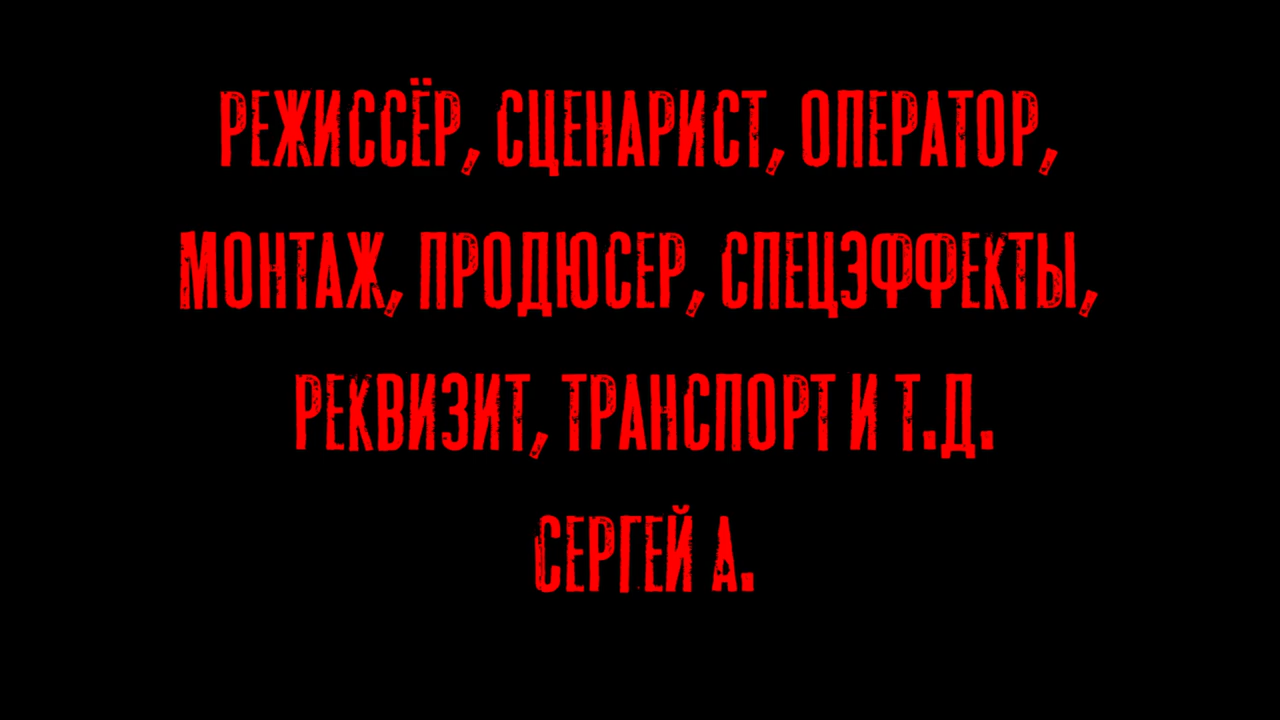 РЕЖИССЁР, СЦЕНАРИСТ, ОПЕРАТОР,
МОНТАЖ, ПРОДЮСЕР, СПЕЦЭФФЕКТЫ,
РЕКВИЗИТ, ТРАНСПОРТ И Т.Д.
СЕРГЕЙ А.